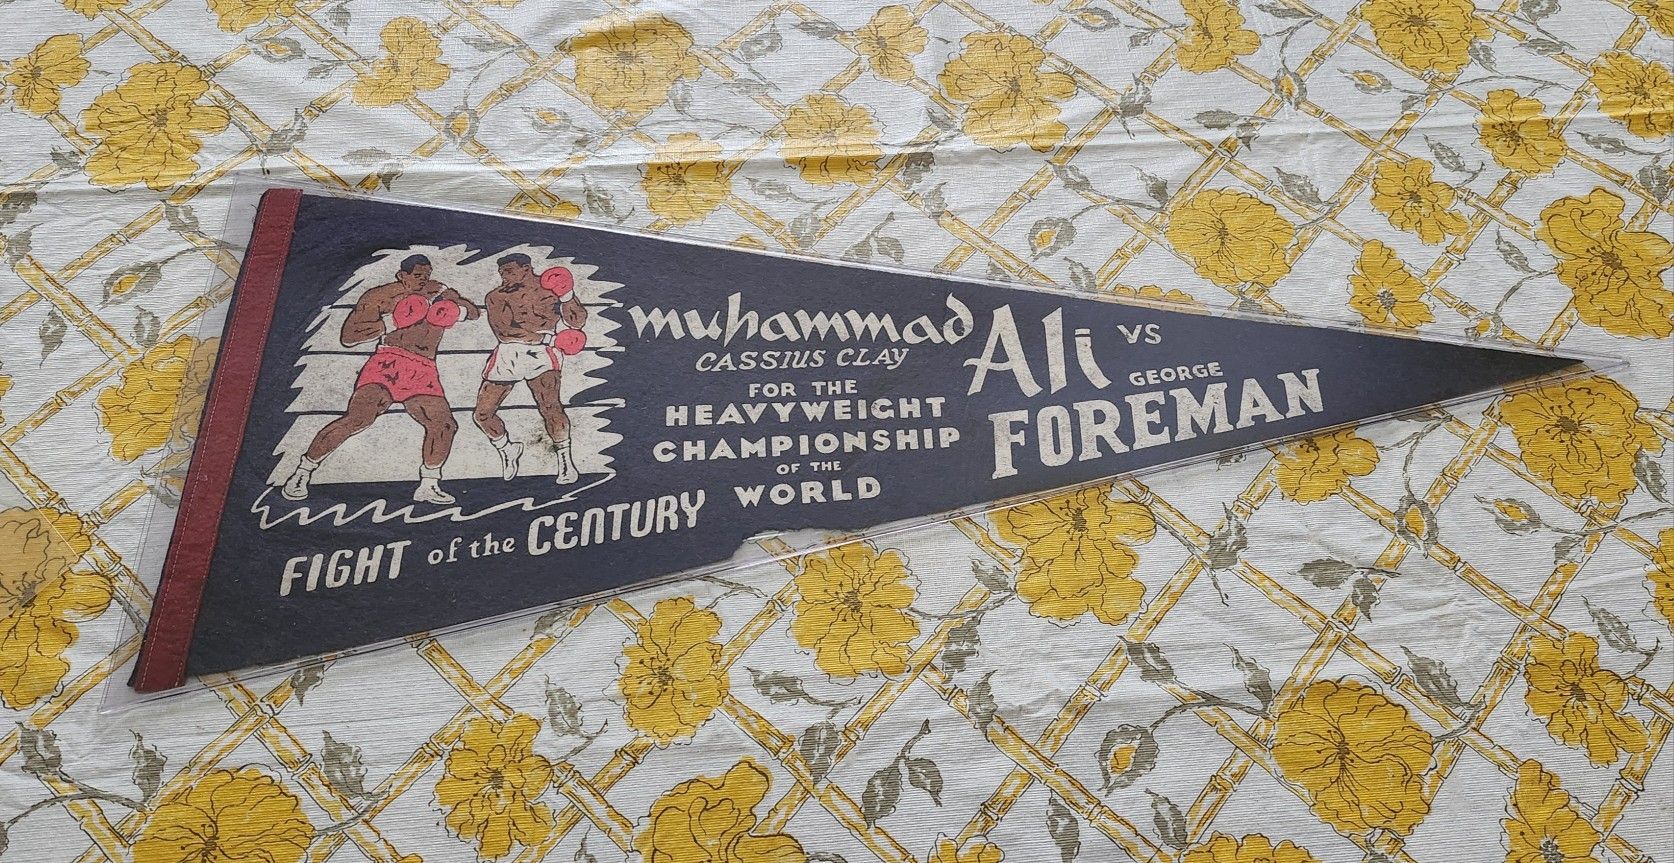 muhammad Ali vs
CASSIUS CLAY
GEORGE
FOREMAN
FOR THE
HEAVYWEIGHT
CHAMPIONSHIP
OF THE
WORLD
FIGHT of the CENTURY